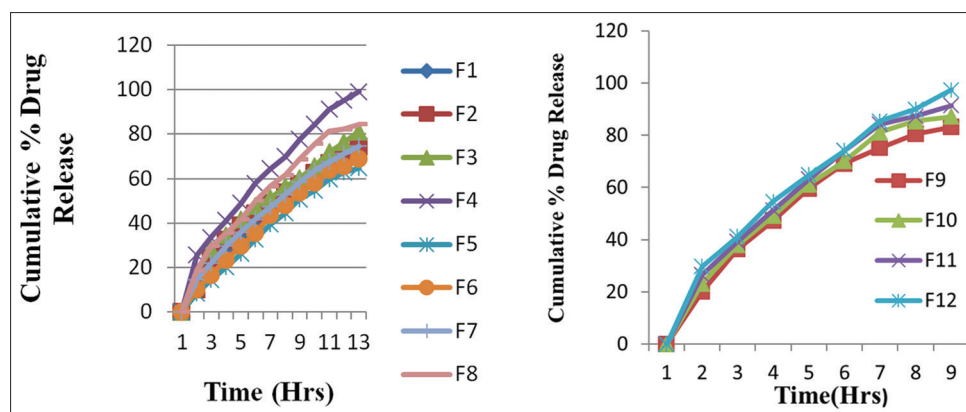 Cumulative % Drug
Release
120
100
80
60
40
20
0
1 3 5 7 9 11 13
Time (Hrs)
F1
F2
F3
F4
F5
F6
F7
F8
Cumulative % Drug Release
120
100
80
60
40
20
0
1 2 3 4 5 6 7 8 9
Time(Hrs)
F9
F10
F11
F12